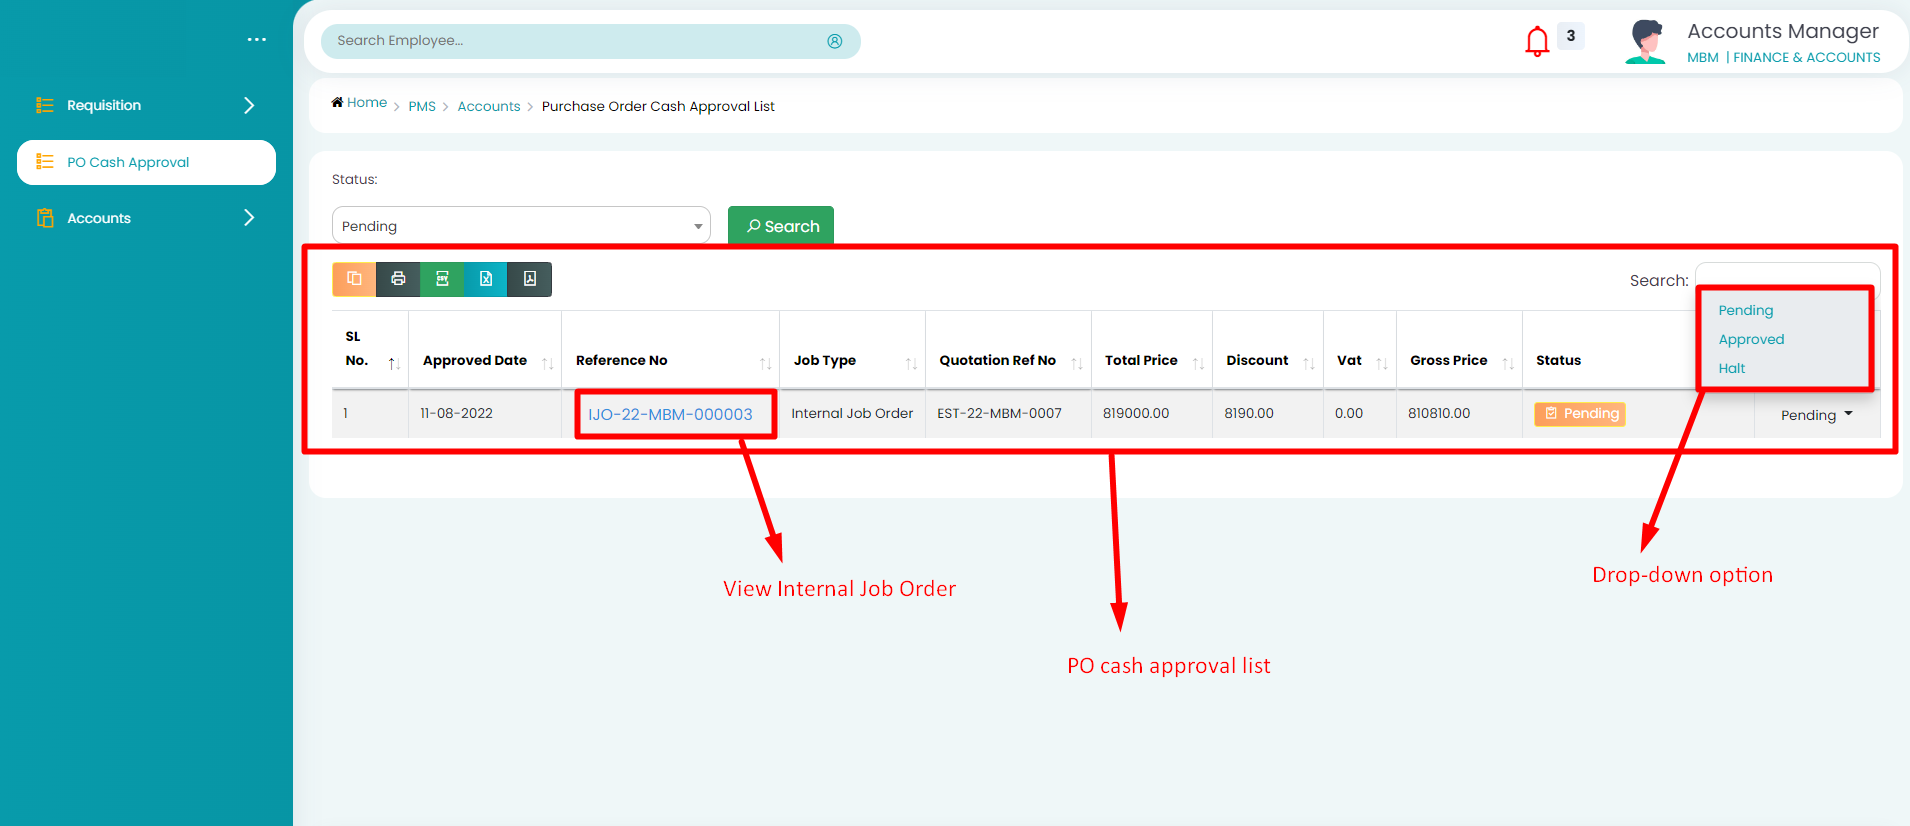 ...
Search Employee...
3
Accounts Manager
MBM | FINANCE & ACCOUNTS
Requisition
PO Cash Approval
Accounts
Home > PMS > Accounts > Purchase Order Cash Approval List
Status:
Pending
Search
CSV
Search:
Pending
Approved
Halt
SL No. Approved Date Reference No Job Type Quotation Ref No Total Price Discount Vat Gross Price Status
1 11-08-2022 IJO-22-MBM-000003 Internal Job Order EST-22-MBM-0007 819000.00 8190.00 0.00 810810.00 Pending Pending
View Internal Job Order
Drop-down option
PO cash approval list